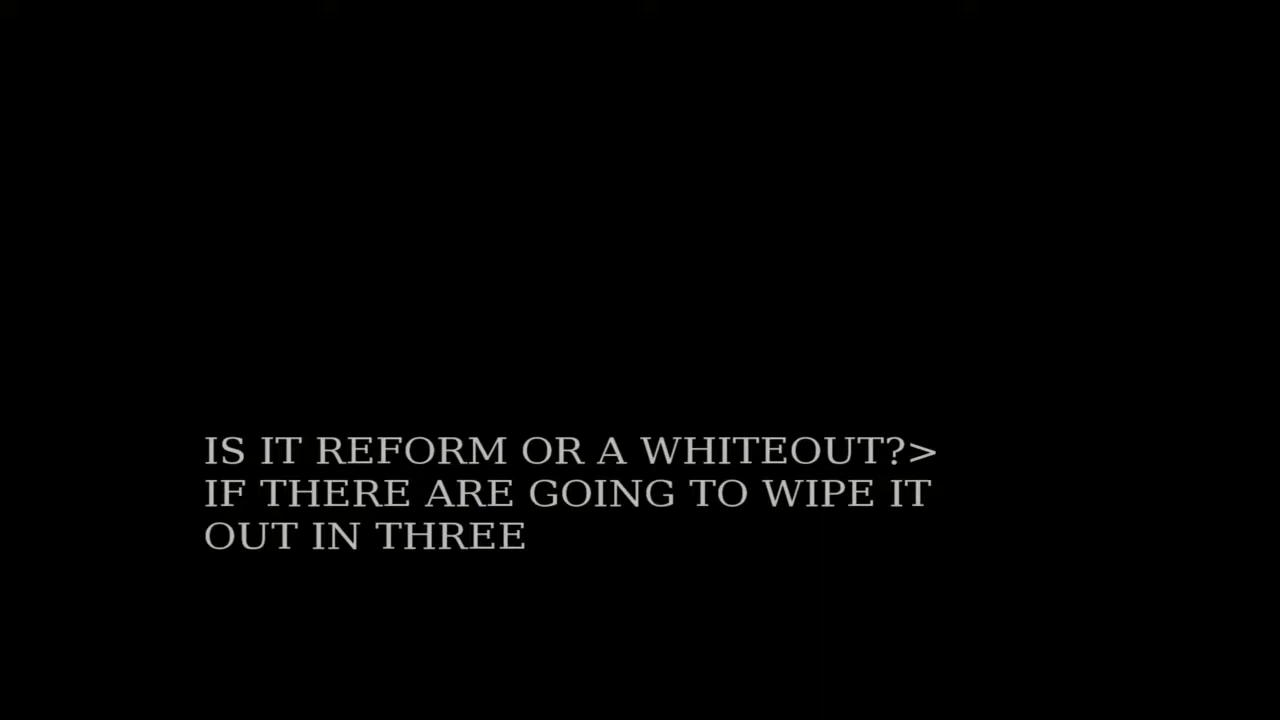 IS IT REFORM OR A WHITEOUT?>
IF THERE ARE GOING TO WIPE IT
OUT IN THREE